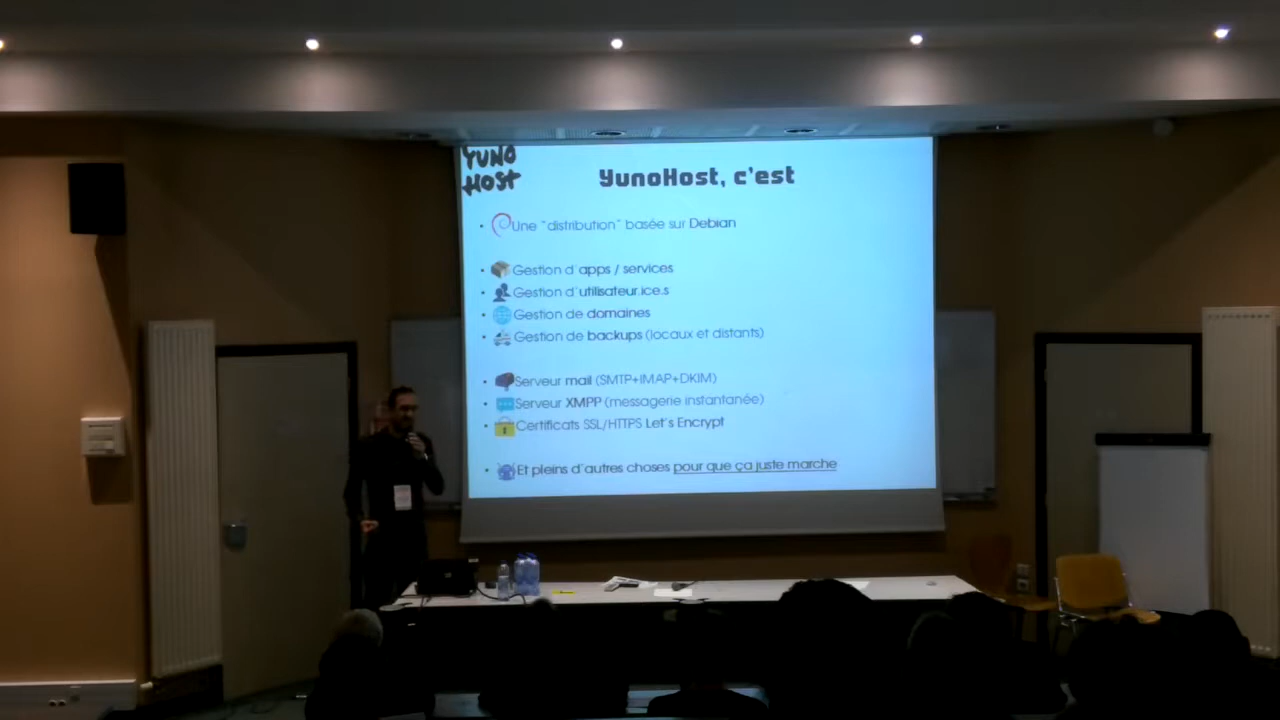 YUNO
HOST
YunoHost, c'est
• Une "distribution" basée sur Debian
• Gestion d'apps / services
• Gestion d'utilisateur.ice.s
• Gestion de domaines
• Gestion de backups (locaux et distants)
• Serveur mail (SMTP+IMAP+DKIM)
• Serveur XMPP (messagerie instantanée)
• Certificats SSL/HTTPS Let's Encrypt
• Et pleins d'autres choses pour que ça juste marche